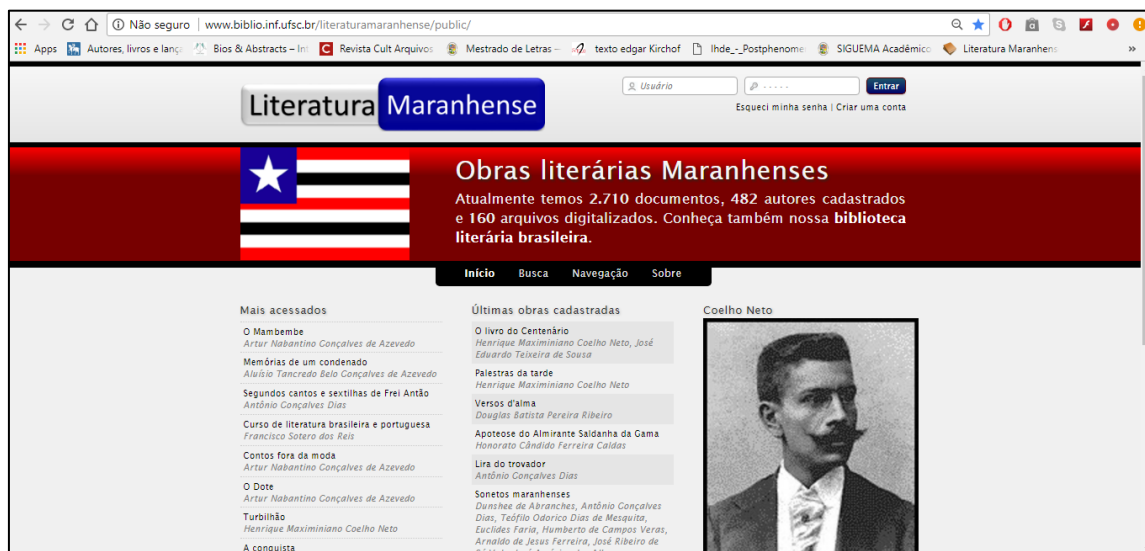 Não seguro | www.biblio.inf.ufsc.br/literaturamaranhense/public/
Apps Autores, livros e lanç Bios & Abstracts – In Revista Cult Arquivos Mestrado de Letras – texto edgar Kirchof Ihde_-_Postphenome SIGUEMA Acadêmico Literatura Maranhens »
Literatura Maranhense
Usuário
Entrar
Esqueci minha senha | Criar uma conta
Obras literárias Maranhenses
Atualmente temos 2.710 documentos, 482 autores cadastrados
e 160 arquivos digitalizados. Conheça também nossa biblioteca
literária brasileira.
Início Busca Navegação Sobre
Mais acessados
O Mambembe
Artur Nabantino Gonçalves de Azevedo
Memórias de um condenado
Aluísio Tancredo Belo Gonçalves de Azevedo
Segundos cantos e sextilhas de Frei Antão
Antônio Gonçalves Dias
Curso de literatura brasileira e portuguesa
Francisco Sotero dos Reis
Contos fora da moda
Artur Nabantino Gonçalves de Azevedo
O Dote
Artur Nabantino Gonçalves de Azevedo
Turbilhão
Henrique Maximiniano Coelho Neto
A conquista
Últimas obras cadastradas
O livro do Centenário
Henrique Maximiniano Coelho Neto, José
Eduardo Teixeira de Sousa
Palestras da tarde
Henrique Maximiniano Coelho Neto
Versos d'alma
Douglas Batista Pereira Ribeiro
Apoteose do Almirante Saldanha da Gama
Honorato Cândido Ferreira Caldas
Lira do trovador
Antônio Gonçalves Dias
Sonetos maranhenses
Dunshee de Abranches, Antônio Gonçalves
Dias, Teófilo Odorico Dias de Mesquita,
Euclides Faria, Humberto de Campos Veras,
Arnaldo de Jesus Ferreira, José Ribeiro de
Coelho Neto